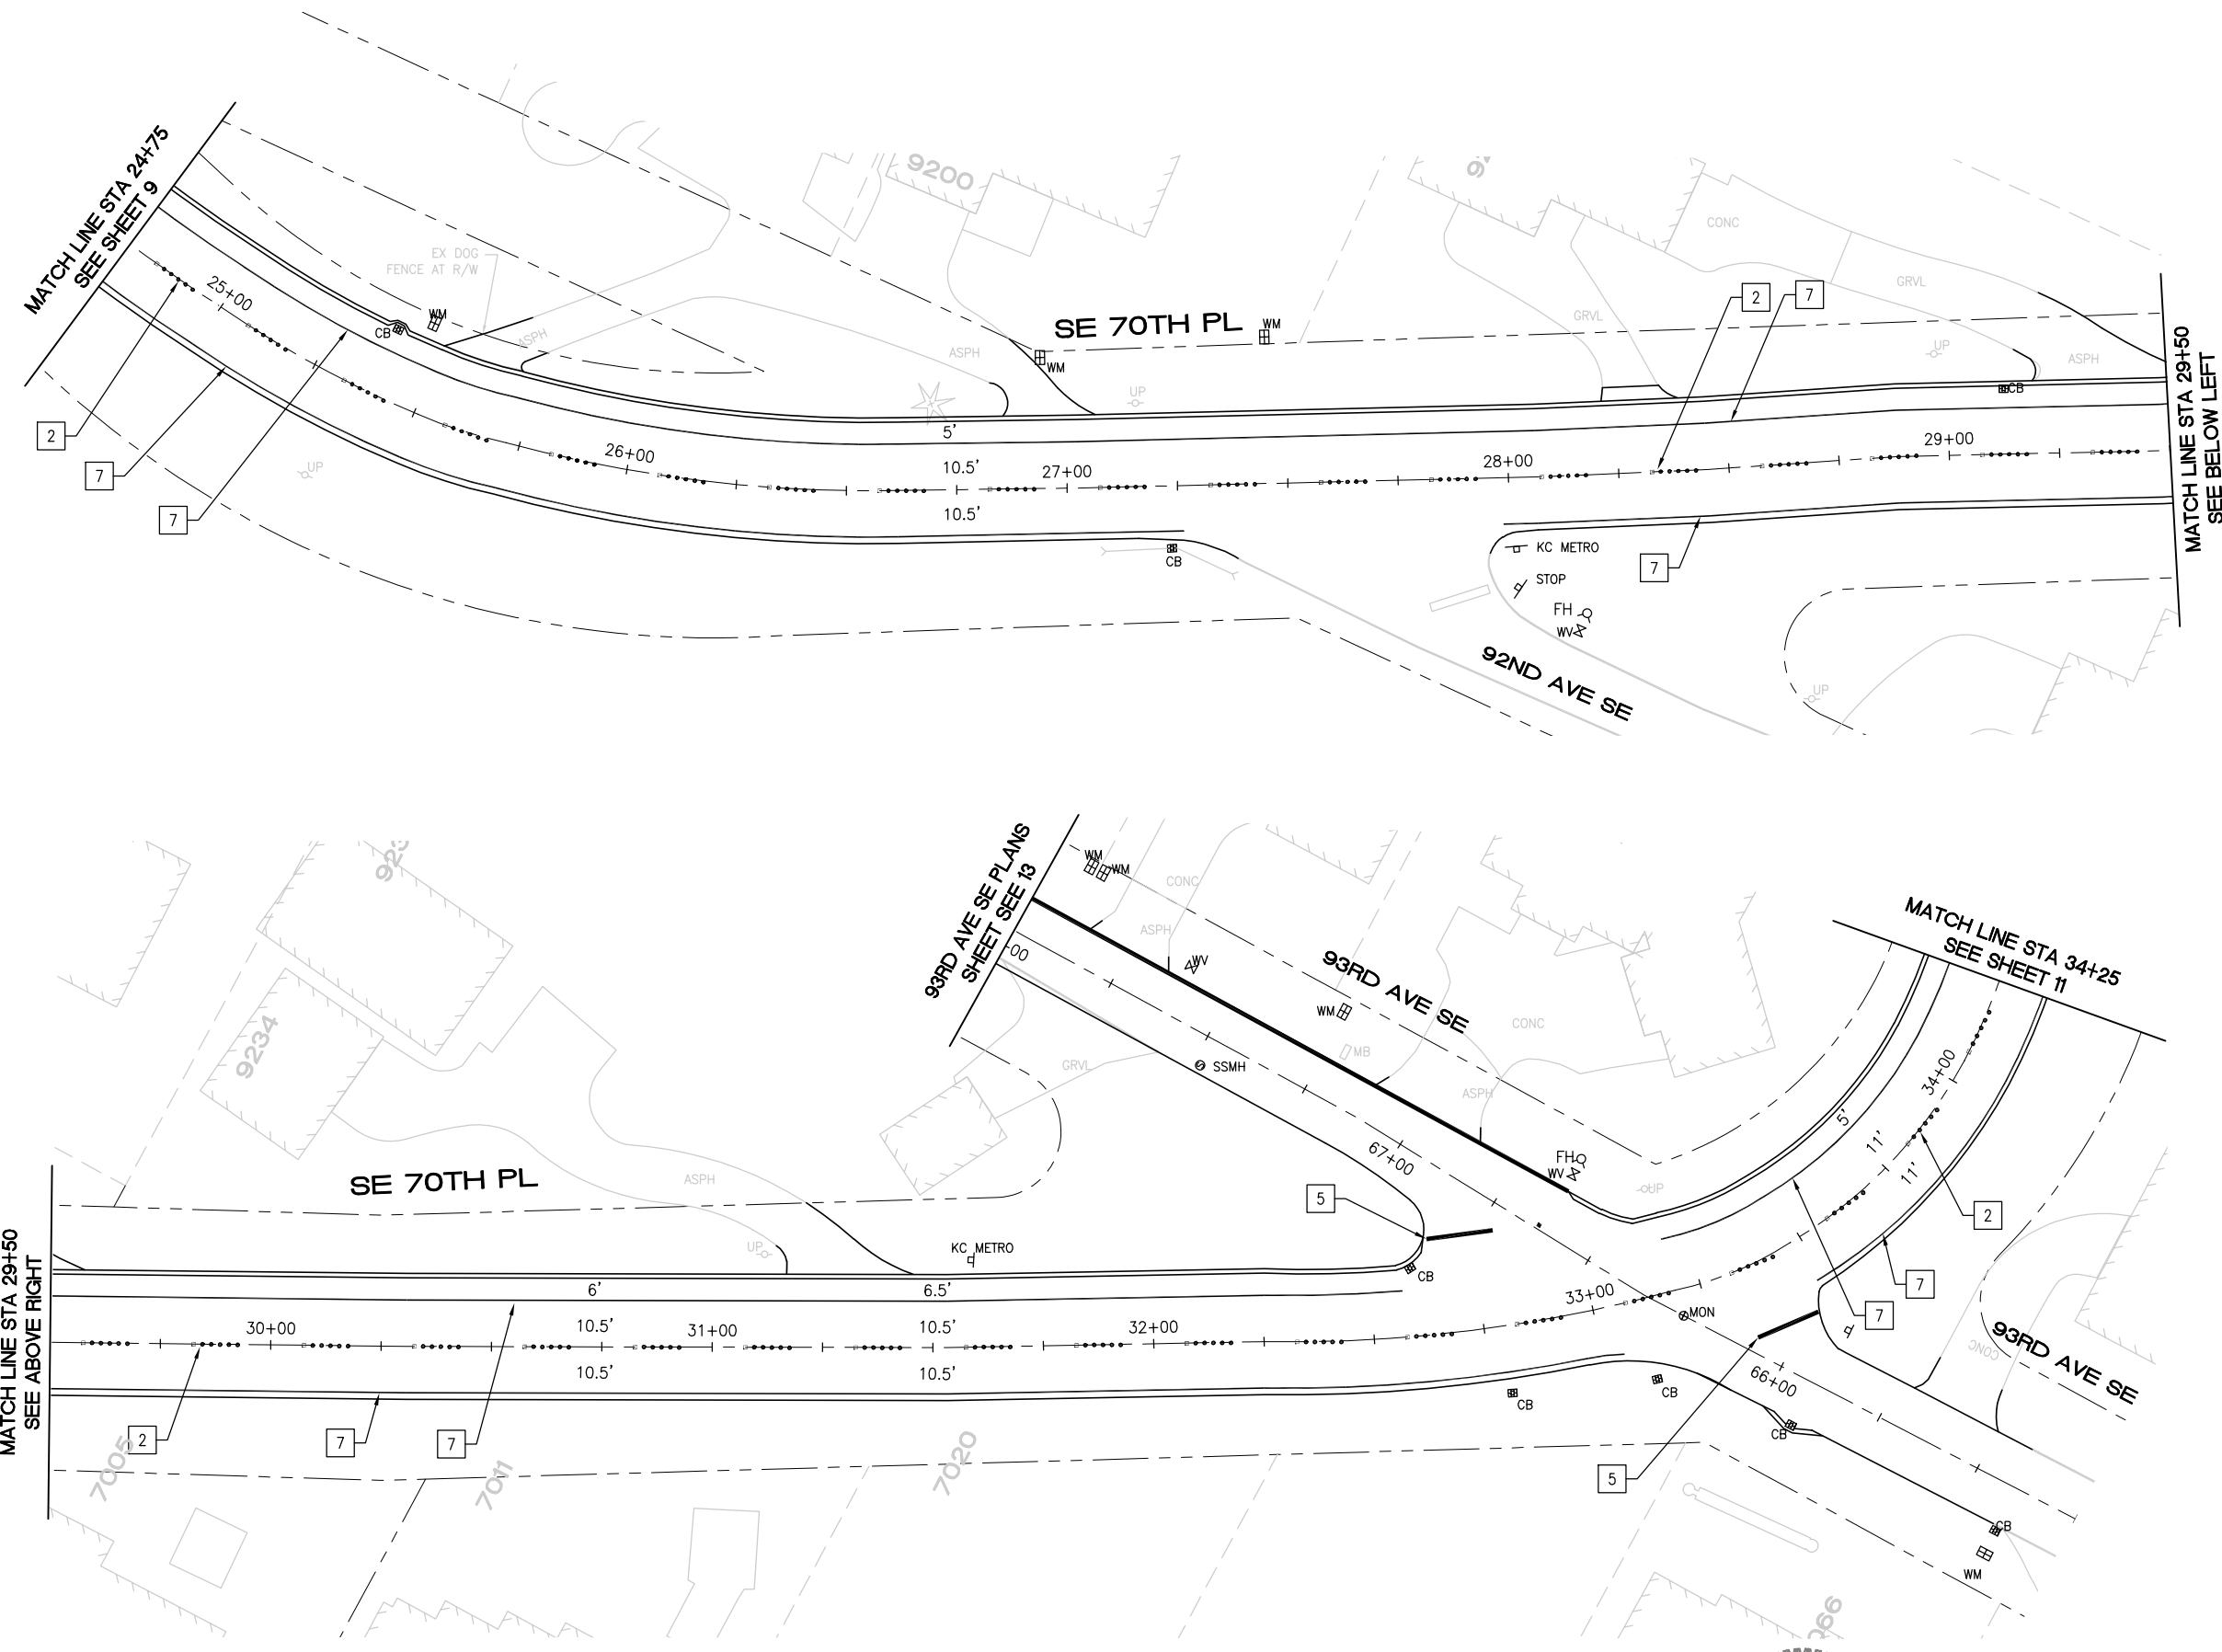 MATCH LINE STA 24+75
SEE SHEET 9
25+00
EX DOG
FENCE AT R/W
CB
WM
ASPH
9200
ASPH
SE 70TH PL
WM
WM
UP
CONC
GRVL
GRVL
2
7
UP
ASPH
CB
MATCH LINE STA 29+50
SEE BELOW LEFT
2
7
7
UP
26+00
5'
10.5'
27+00
10.5'
28+00
29+00
CB
KC METRO
STOP
FH
WV
7
92ND AVE SE
UP
923
9234
93RD AVE SE PLANS
SHEET SEE 13
WM
WM
CONC
ASPH
WV
93RD AVE SE
WM
MB
CONC
ASPH
SSMH
GRVL
67+00
FH
WV
UP
MATCH LINE STA 34+25
SEE SHEET 11
34+00
5'
11'
11'
2
7
7
SE 70TH PL
ASPH
UP
KC METRO
5
CB
MATCH LINE STA 29+50
SEE ABOVE RIGHT
6'
6.5'
30+00
10.5'
31+00
10.5'
32+00
33+00
MON
10.5'
10.5'
2
7
7
CB
CB
66+00
CB
5
CONC
93RD AVE SE
7005
7011
7020
CB
WM